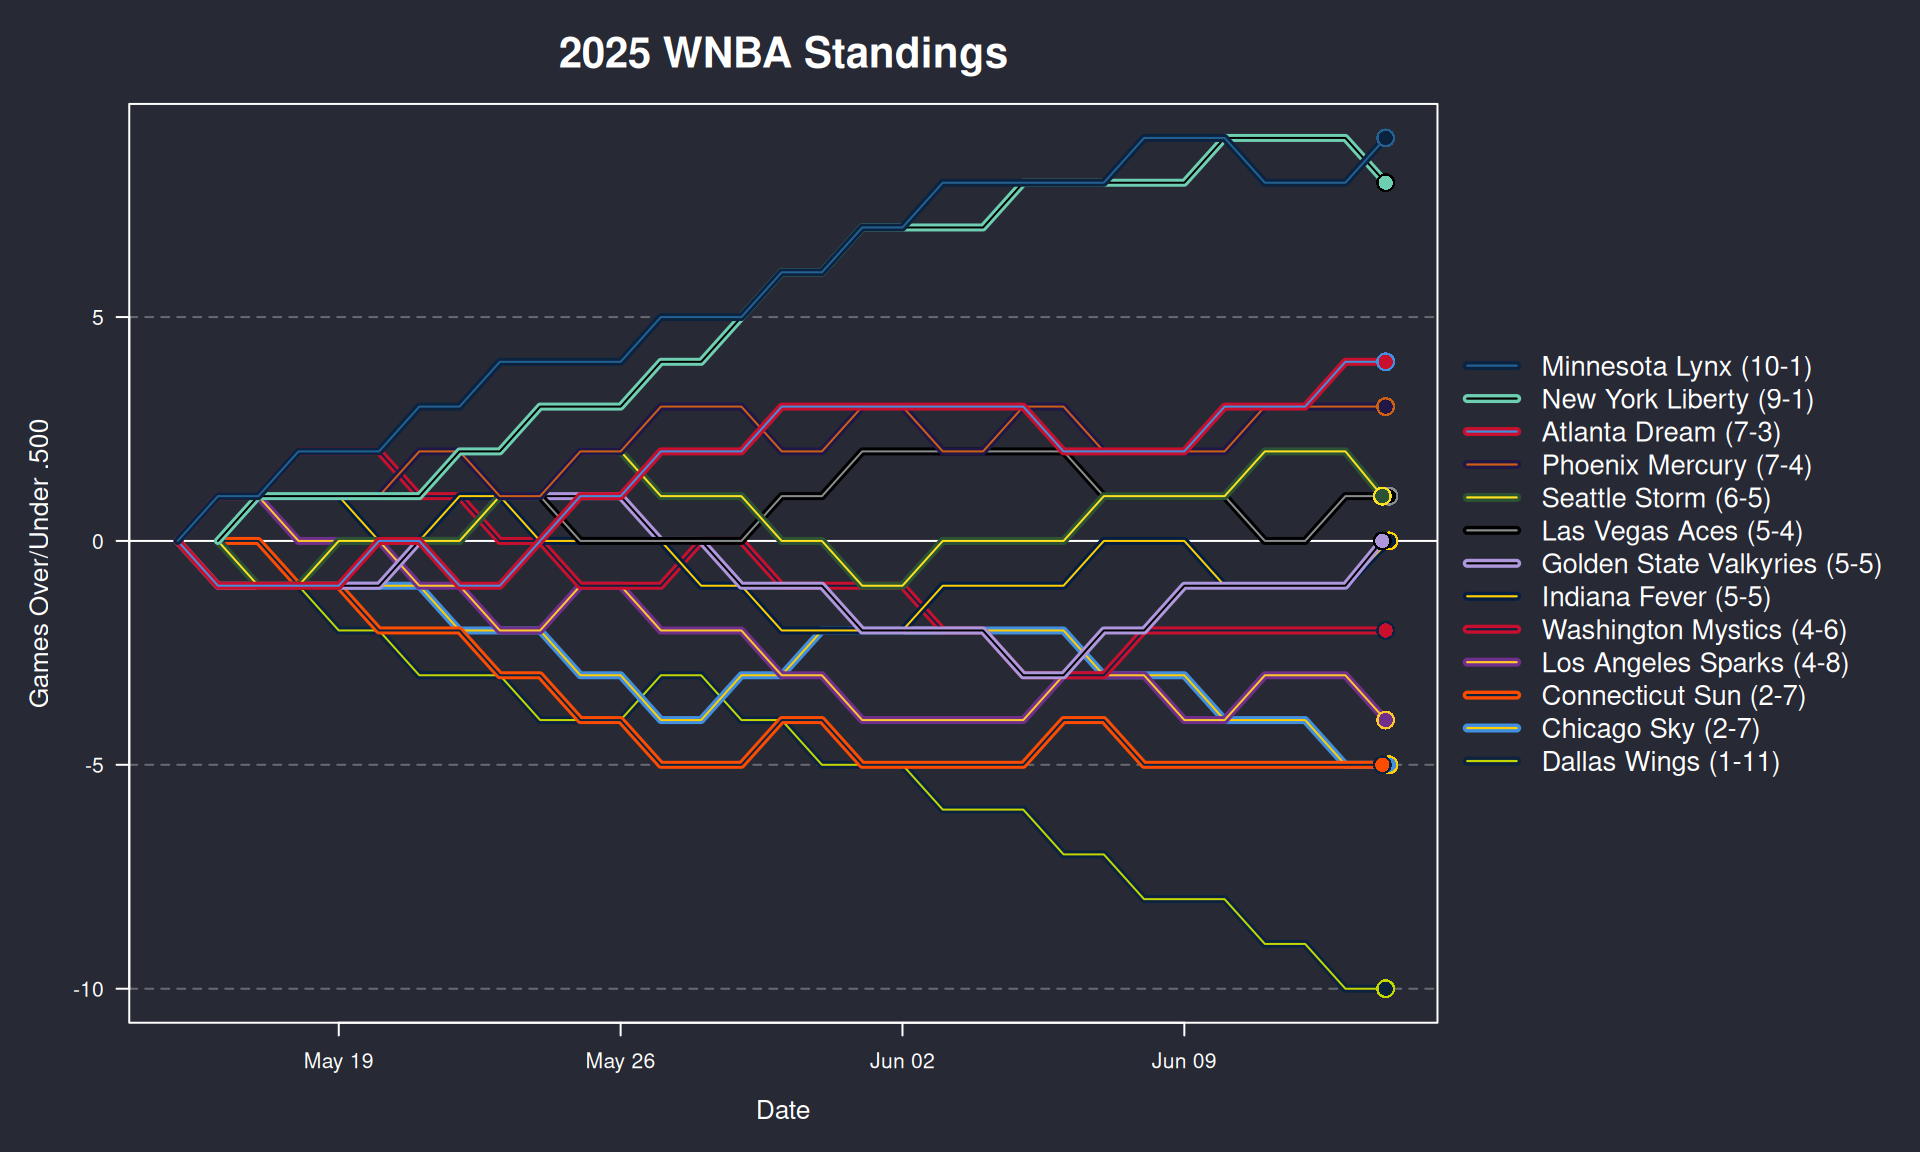 2025 WNBA Standings
Games Over/Under .500
5
0
-5
-10
May 19
May 26
Jun 02
Jun 09
Date
Minnesota Lynx (10-1)
New York Liberty (9-1)
Atlanta Dream (7-3)
Phoenix Mercury (7-4)
Seattle Storm (6-5)
Las Vegas Aces (5-4)
Golden State Valkyries (5-5)
Indiana Fever (5-5)
Washington Mystics (4-6)
Los Angeles Sparks (4-8)
Connecticut Sun (2-7)
Chicago Sky (2-7)
Dallas Wings (1-11)